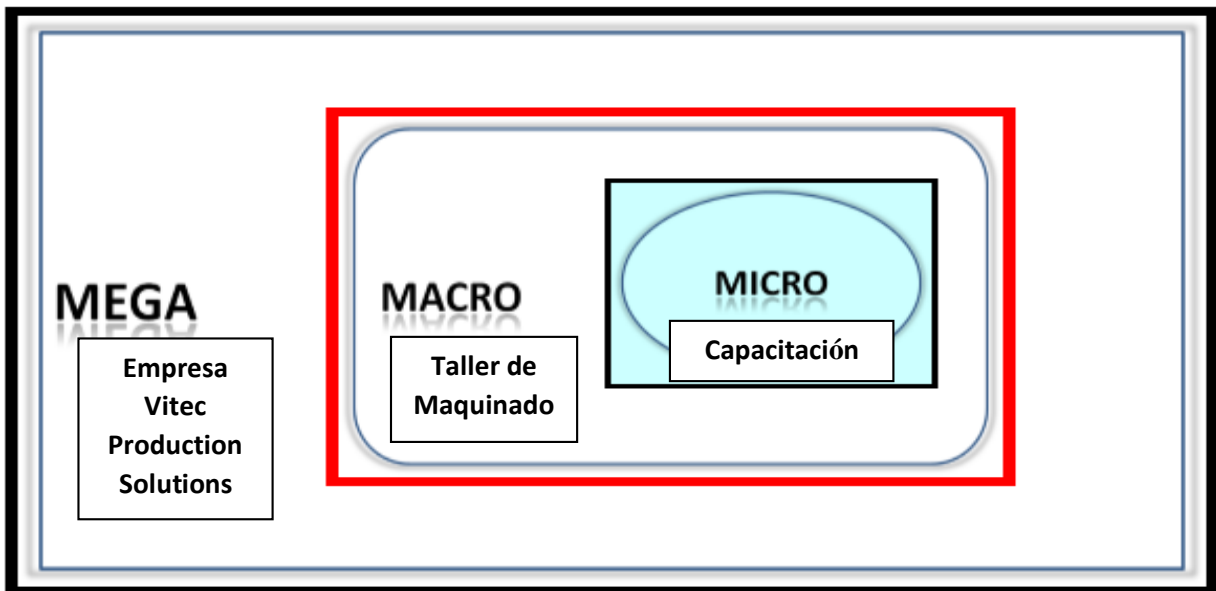 MEGA
Empresa
Vitec
Production
Solutions
MACRO
Taller de
Maquinado
MICRO
Capacitación